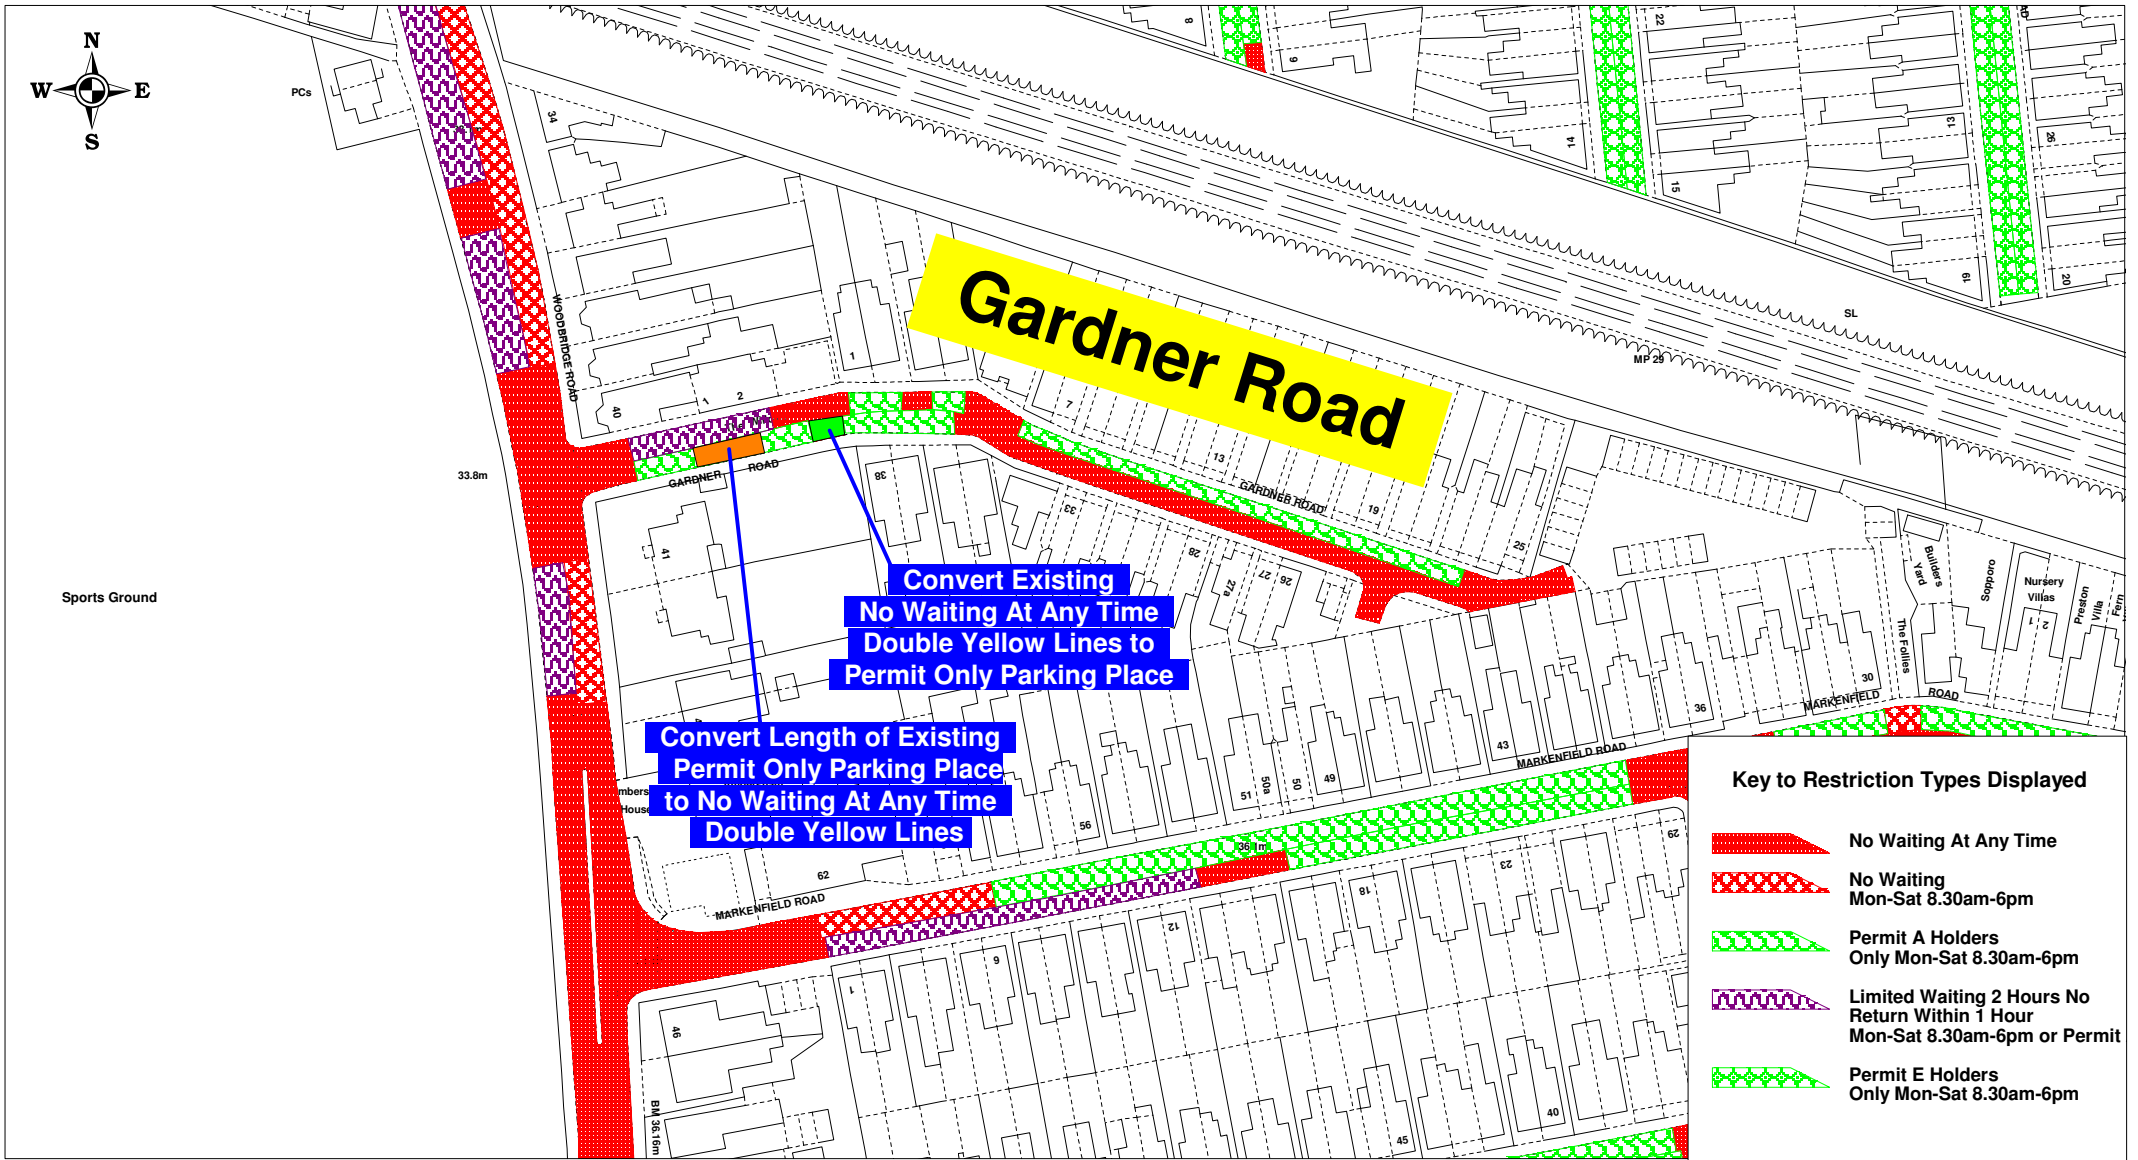 N
W E
S
PCs
34
8
9
22
14
15
13
26
19
20
SL
MP 29
WOODBRIDGE ROAD
Gardner Road
40
1
2
1
7
13
19
25
GARDNER ROAD
GARDNER ROAD
33.8m
38
33
28
27a
27
26
41
Sports Ground
Convert Existing
No Waiting At Any Time
Double Yellow Lines to
Permit Only Parking Place
Convert Length of Existing
Permit Only Parking Place
to No Waiting At Any Time
Double Yellow Lines
Builders
Yard
The Follies
Sopporo
Nursery
Villas
1 2
Preston
Villa
Fern
30
36
43
49
50
50a
51
56
62
House
MARKENFIELD ROAD
MARKENFIELD ROAD
MARKENFIELD ROAD
29
23
18
12
6
1
46
40
45
BM 36.16m
Key to Restriction Types Displayed
No Waiting At Any Time
No Waiting
Mon-Sat 8.30am-6pm
Permit A Holders
Only Mon-Sat 8.30am-6pm
Limited Waiting 2 Hours No
Return Within 1 Hour
Mon-Sat 8.30am-6pm or Permit
Permit E Holders
Only Mon-Sat 8.30am-6pm